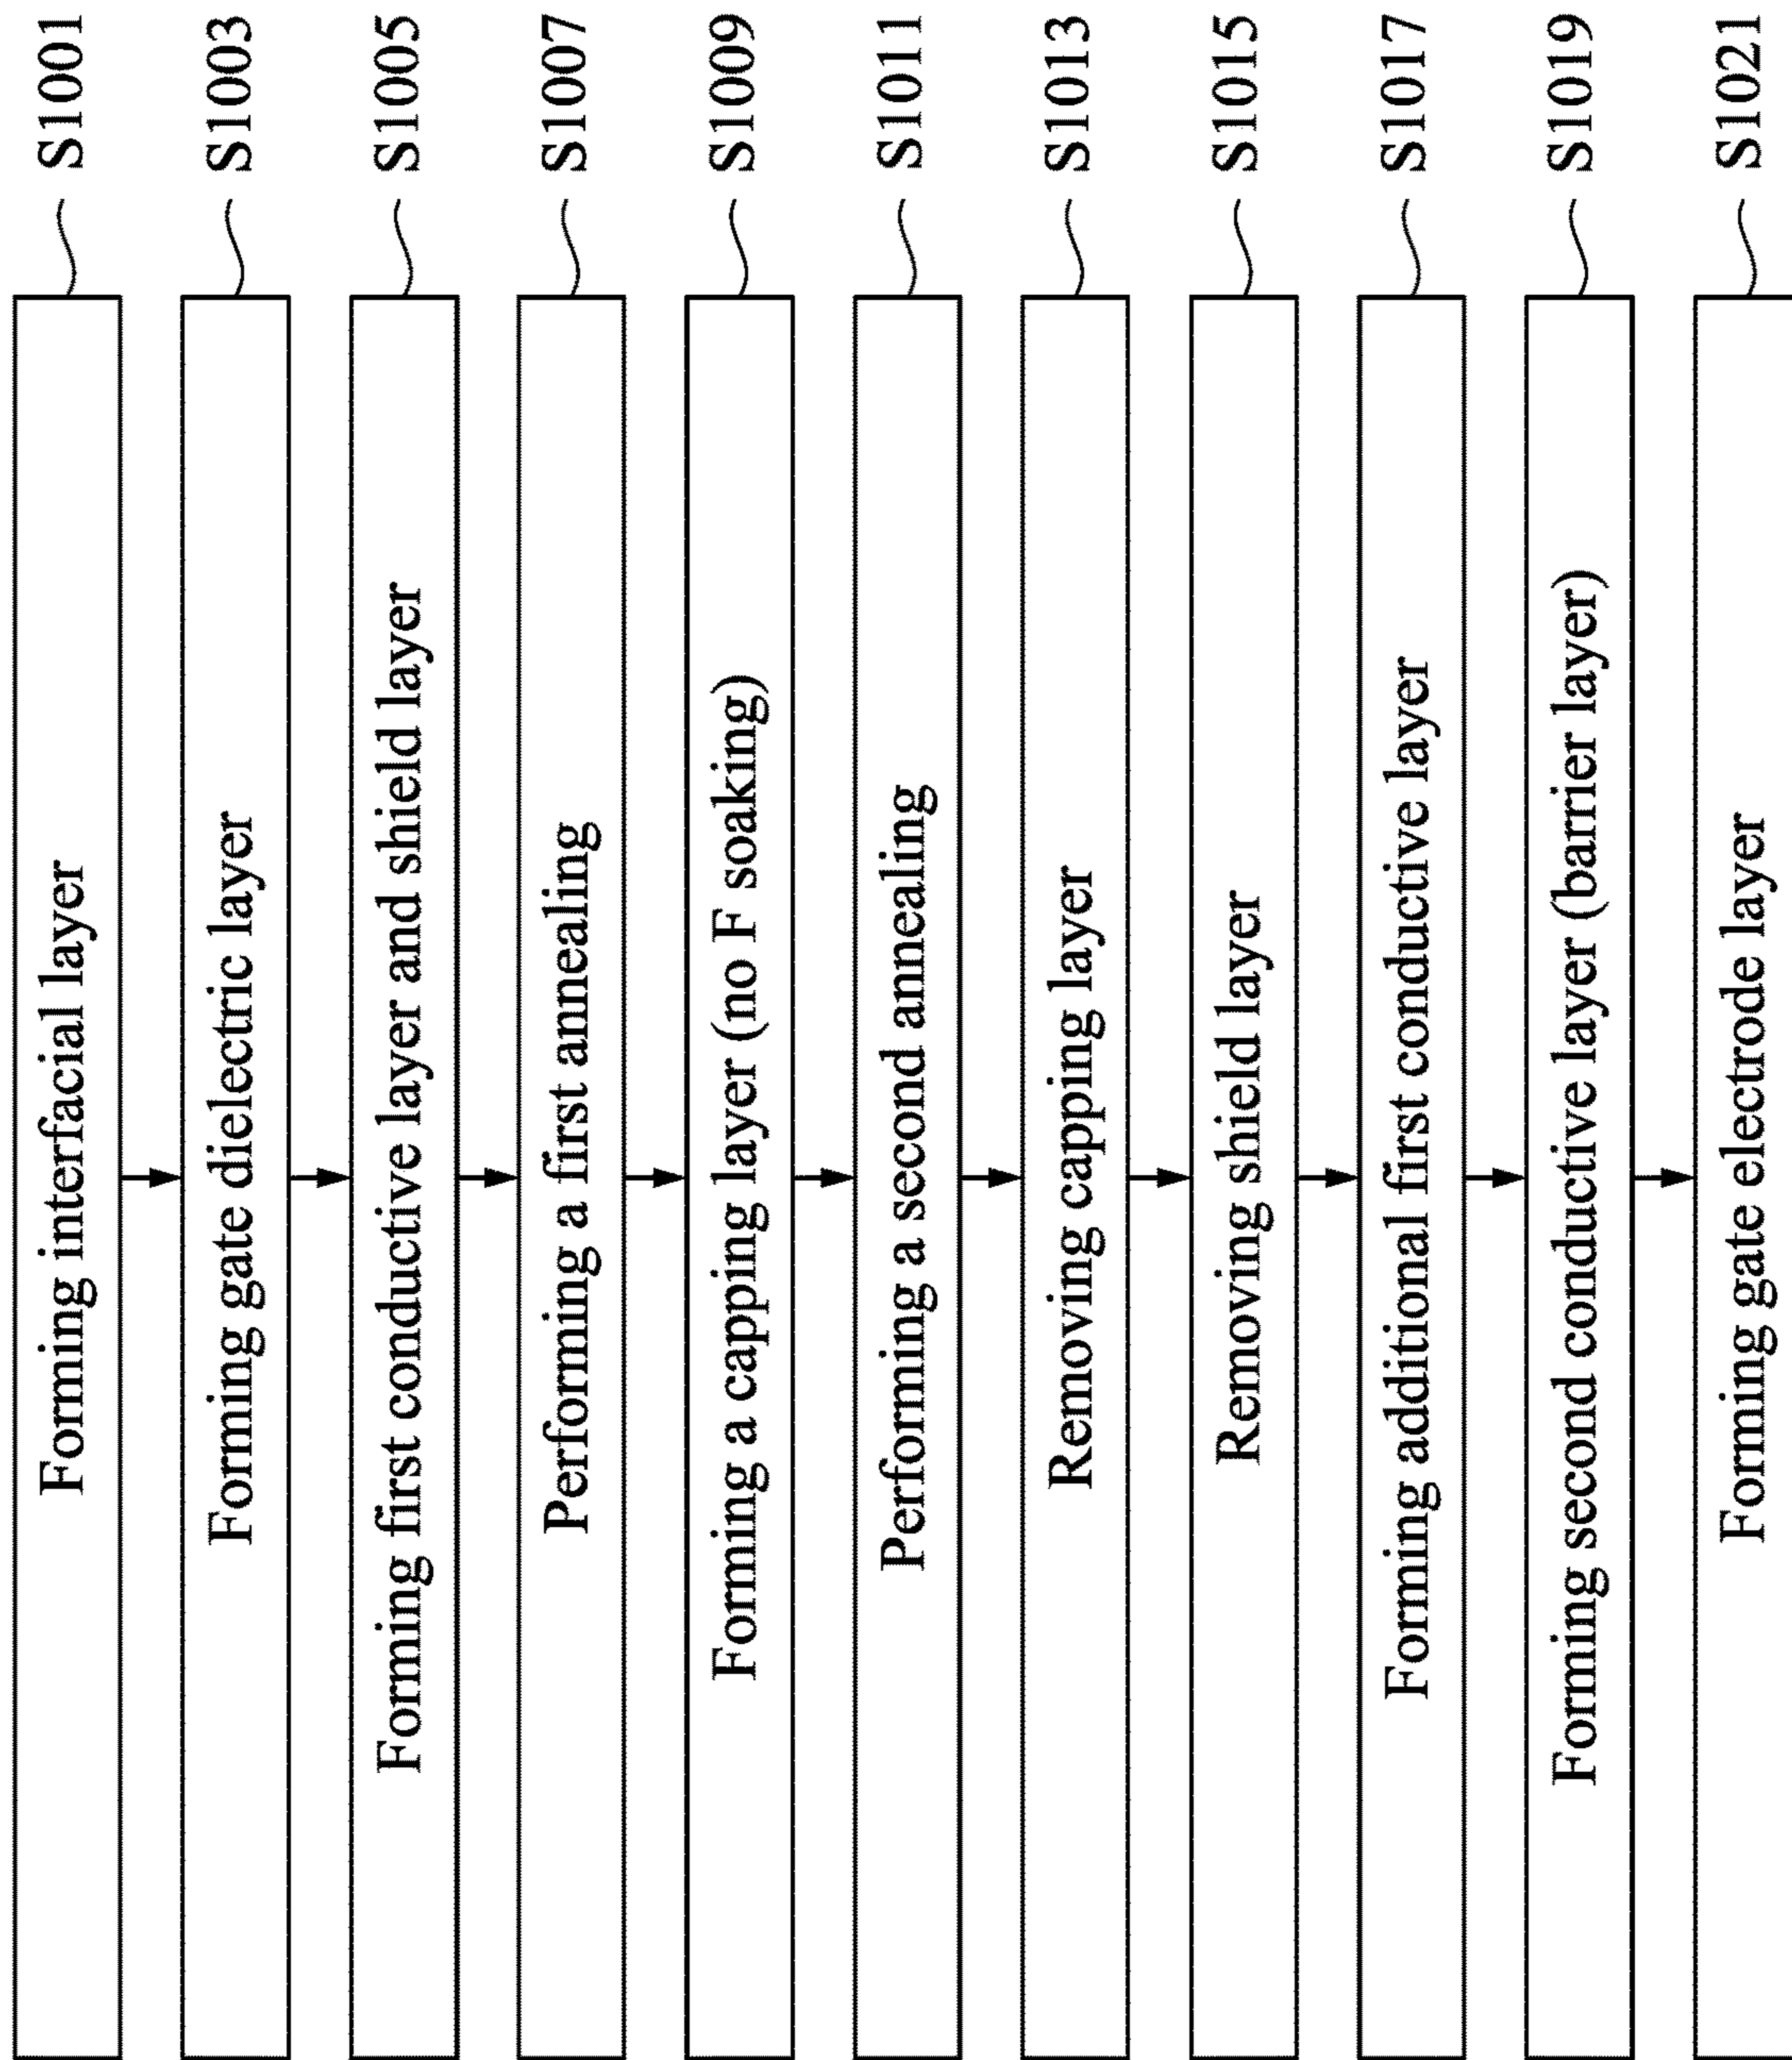 Forming interfacial layer S1001
Forming gate dielectric layer S1003
Forming first conductive layer and shield layer S1005
Performing a first annealing S1007
Forming a capping layer (no F soaking) S1009
Performing a second annealing S1011
Removing capping layer S1013
Removing shield layer S1015
Forming additional first conductive layer S1017
Forming second conductive layer (barrier layer) S1019
Forming gate electrode layer S1021